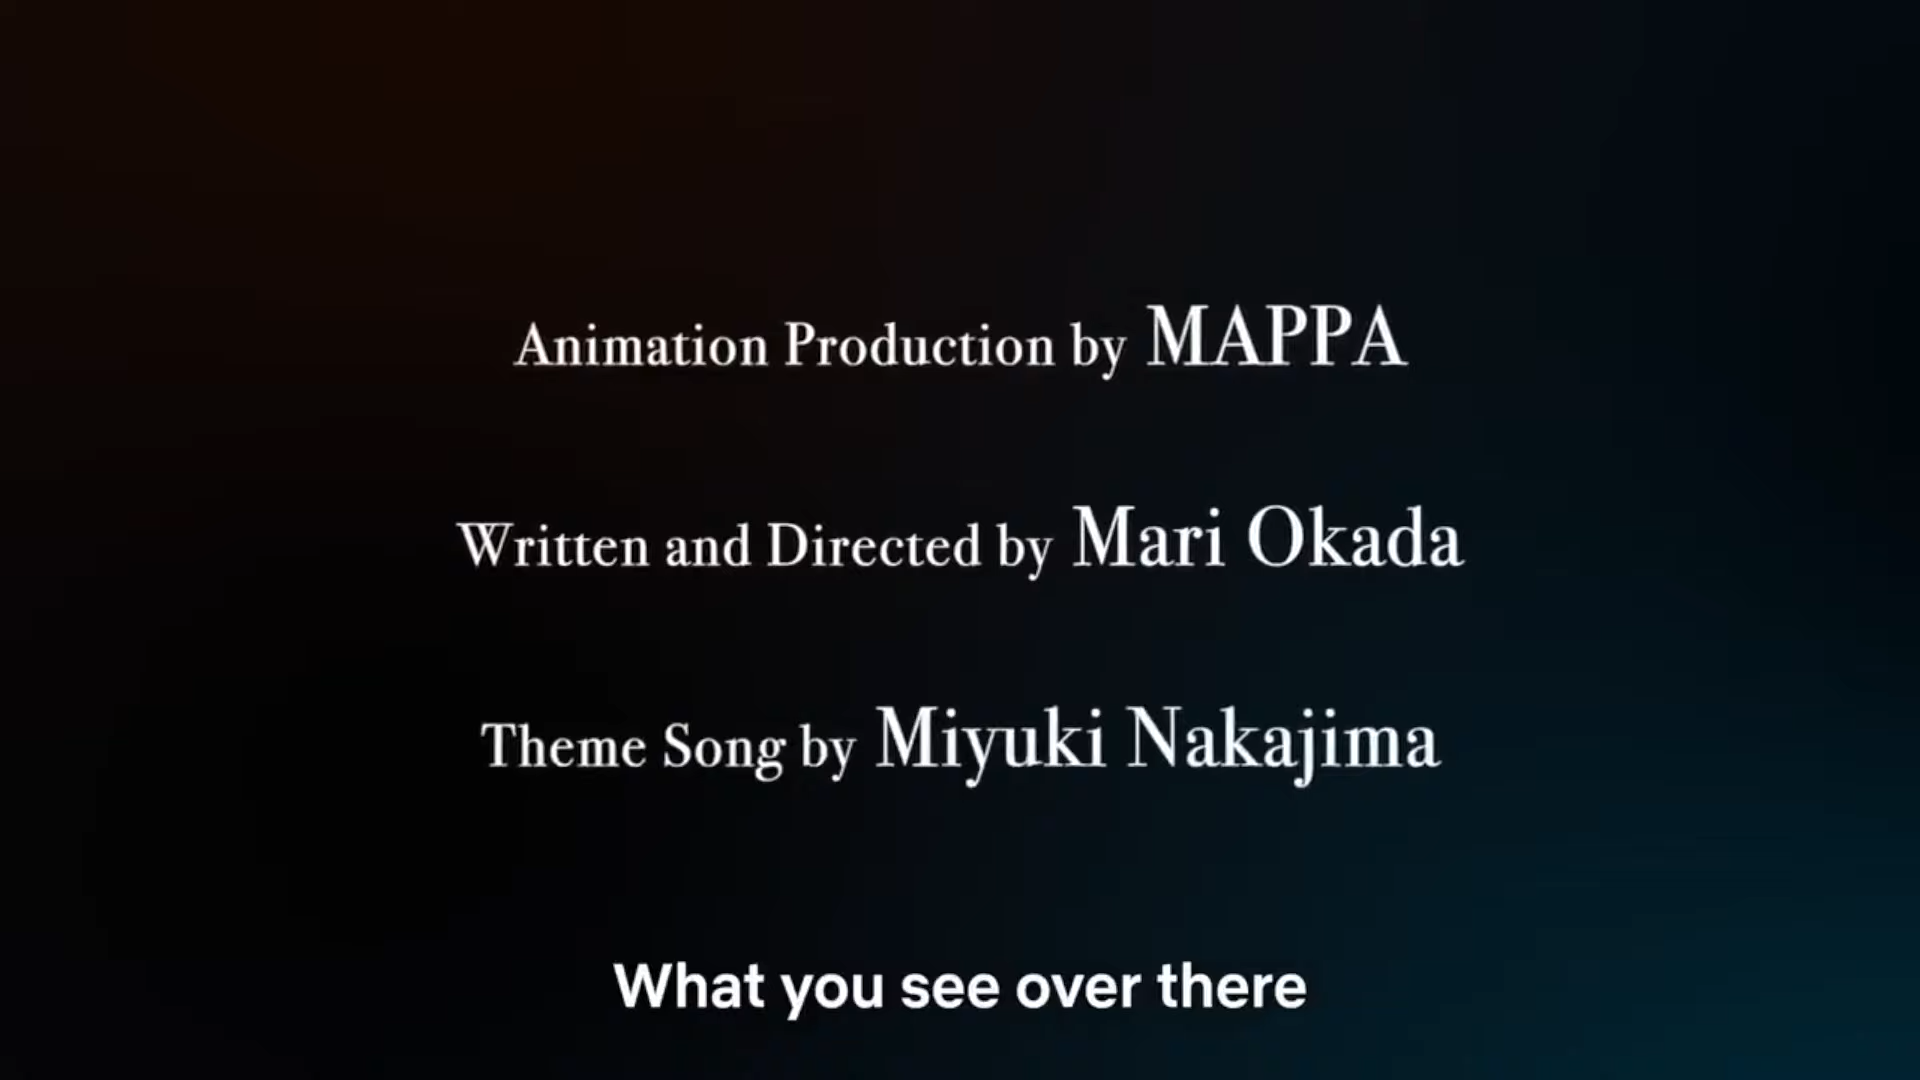 Animation Production by MAPPA
Written and Directed by Mari Okada
Theme Song by Miyuki Nakajima
What you see over there